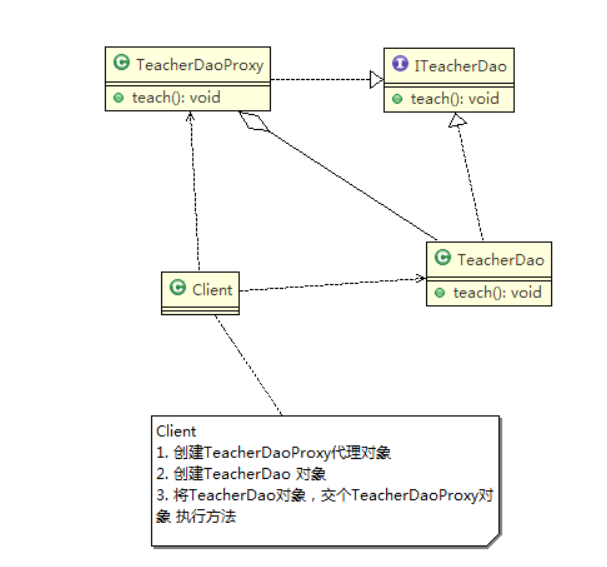 TeacherDaoProxy
teach(): void
ITeacherDao
teach(): void
TeacherDao
teach(): void
Client
Client
1. 创建TeacherDaoProxy代理对象
2. 创建TeacherDao 对象
3. 将TeacherDao对象，交个TeacherDaoProxy对
象 执行方法